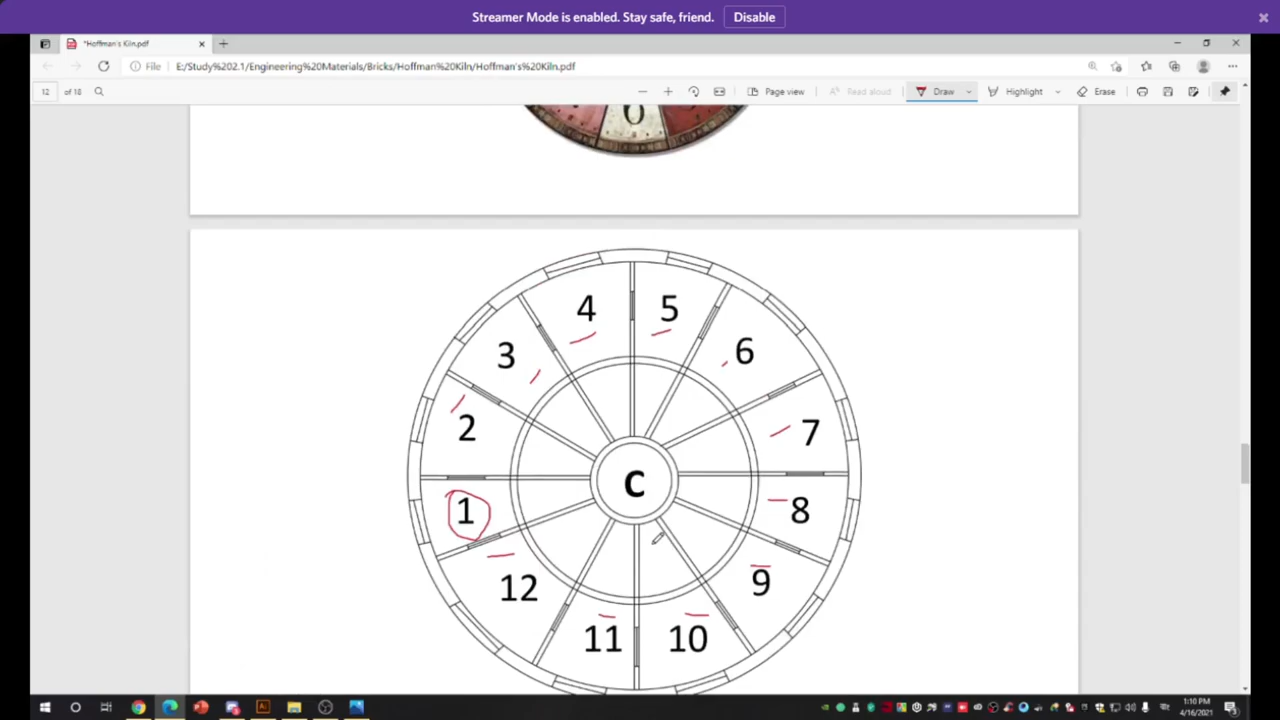 Streamer Mode is enabled. Stay safe, friend. Disable
*Hoffman's Kiln.pdf
File E:/Study%202.1/Engineering%20Materials/Bricks/Hoffman%20Kiln/Hoffman's%20Kiln.pdf
12 of 18 Page view Read aloud Draw Highlight Erase
6
4 5
3 6
2 7
C
1 8
12 9
11 10
1:10 PM
4/16/2021